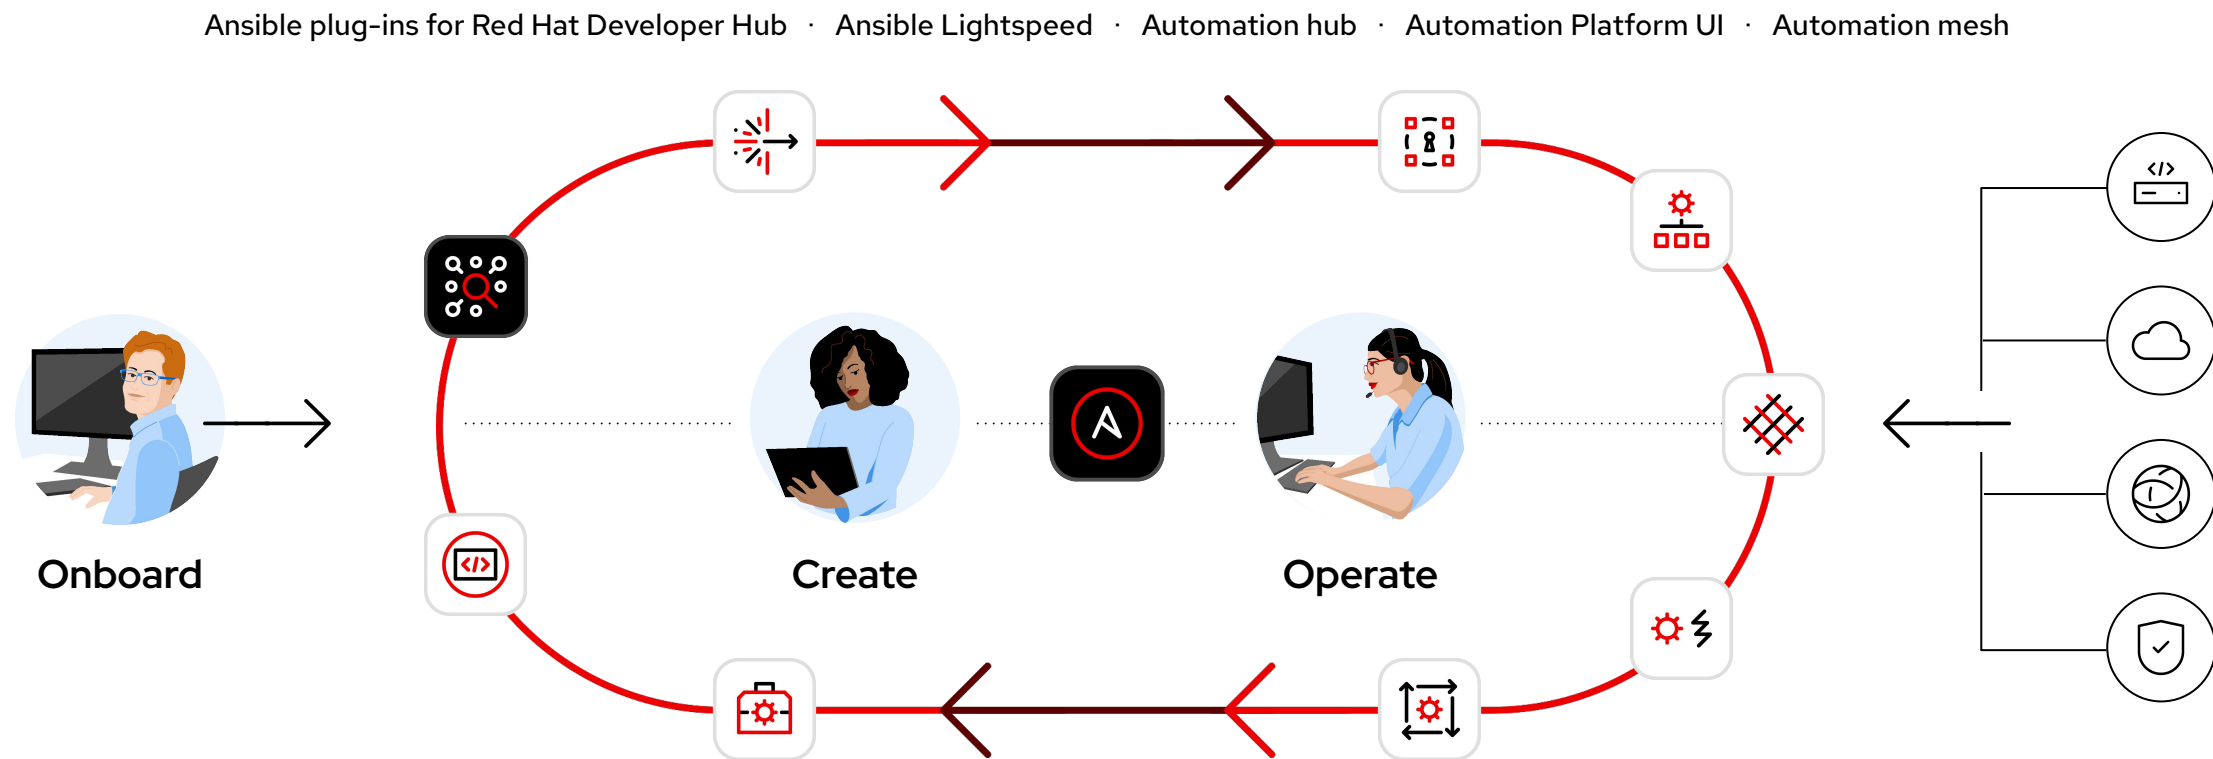 Ansible plug-ins for Red Hat Developer Hub · Ansible Lightspeed · Automation hub · Automation Platform UI · Automation mesh
Onboard
Create
Operate